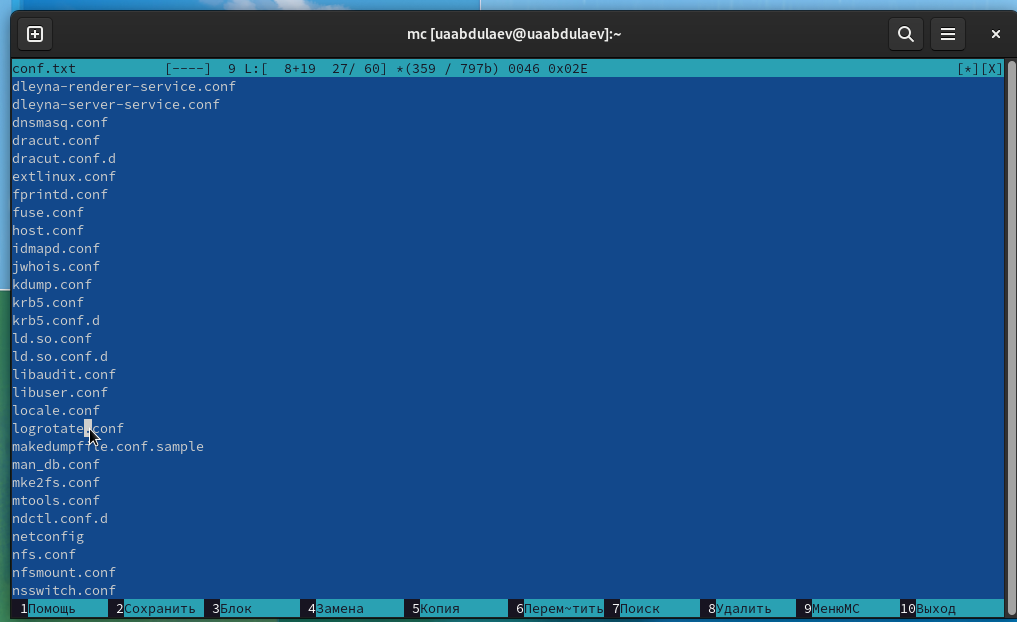 mc [uaabdulaev@uaabdulaev]:~
conf.txt [----] 9 L:[ 8+19 27/ 60] *(359 / 797b) 0046 0x02E [*][X]
dleyna-renderer-service.conf
dleyna-server-service.conf
dnsmasq.conf
dracut.conf
dracut.conf.d
extlinux.conf
fprintd.conf
fuse.conf
host.conf
idmapd.conf
jwhois.conf
kdump.conf
krb5.conf
krb5.conf.d
ld.so.conf
ld.so.conf.d
libaudit.conf
libuser.conf
locale.conf
logrotate.conf
makedumpfile.conf.sample
man_db.conf
mke2fs.conf
mtools.conf
ndctl.conf.d
netconfig
nfs.conf
nfsmount.conf
nsswitch.conf
1Помощь 2Сохранить 3Блок 4Замена 5Копия 6Перем~тить 7Поиск 8Удалить 9МенюMC 10Выход